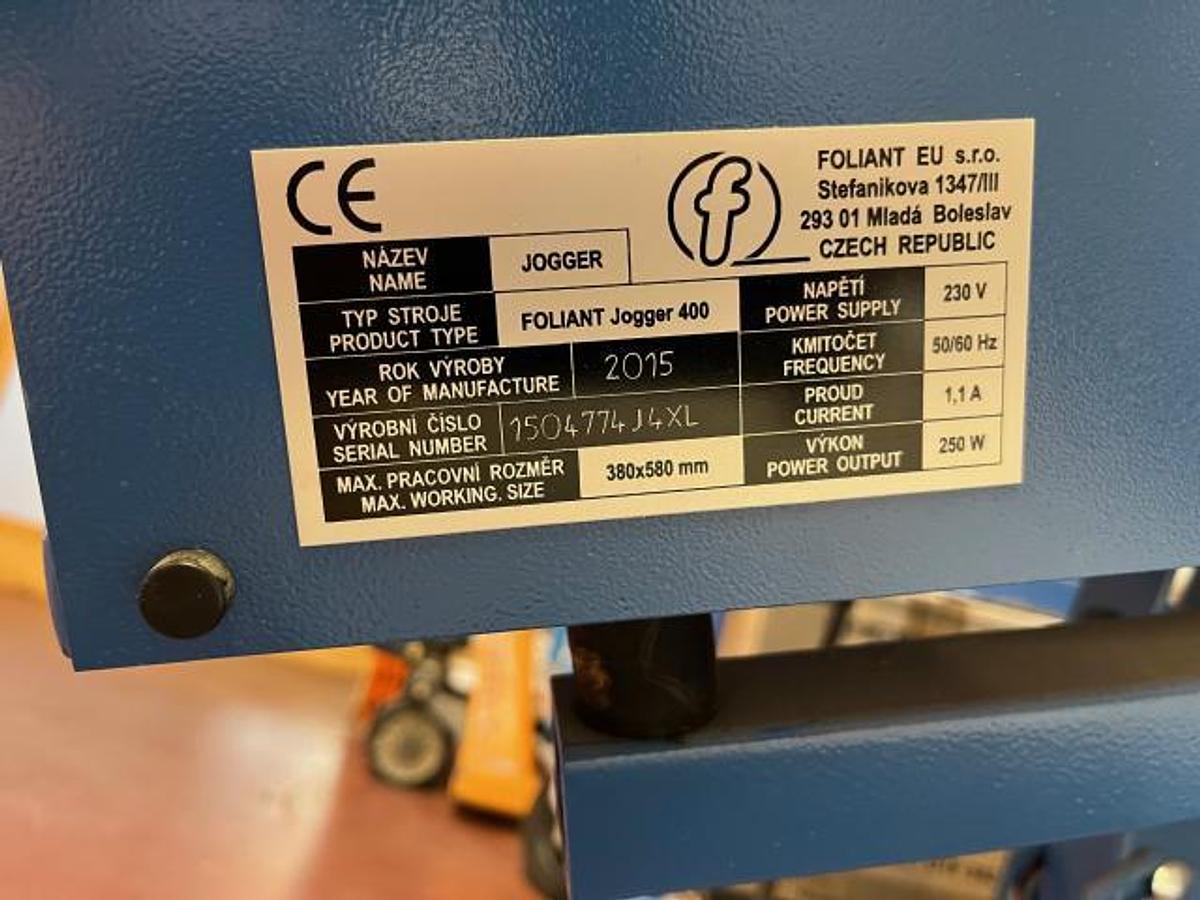 CE
f
FOLIANT EU s.r.o.
Stefanikova 1347/III
293 01 Mladá Boleslav
CZECH REPUBLIC
NÁZEV
NAME
JOGGER
TYP STROJE
PRODUCT TYPE
FOLIANT Jogger 400
ROK VÝROBY
YEAR OF MANUFACTURE
2015
VÝROBNÍ ČÍSLO
SERIAL NUMBER
1504774J4XL
MAX. PRACOVNÍ ROZMĚR
MAX. WORKING. SIZE
380x580 mm
NAPĚTÍ
POWER SUPPLY
230 V
KMITOČET
FREQUENCY
50/60 Hz
PROUD
CURRENT
1,1 A
VÝKON
POWER OUTPUT
250 W